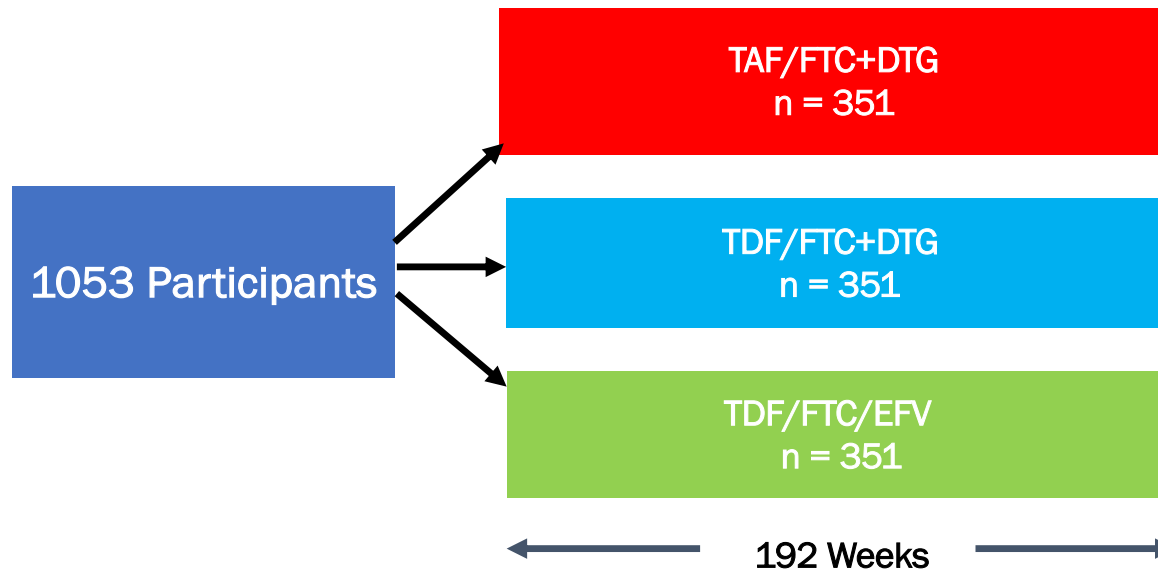 TAF/FTC+DTG
n = 351
1053 Participants
TDF/FTC+DTG
n = 351
TDF/FTC/EFV
n = 351
192 Weeks